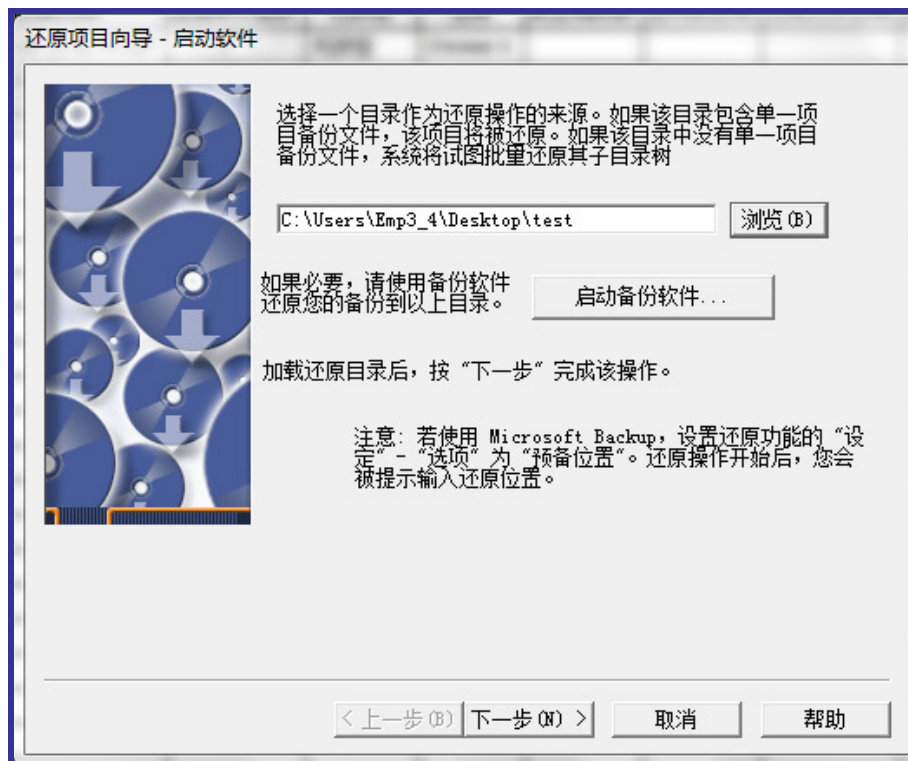 还原项目向导 - 启动软件
选择一个目录作为还原操作的来源。如果该目录包含单一项
目备份文件，该项目将被还原。如果该目录中没有单一项目
备份文件，系统将试图批量还原其子目录树
C:\Users\Emp3_4\Desktop\test
浏览(B)
如果必要，请使用备份软件
还原您的备份到以上目录。
启动备份软件...
加载还原目录后，按 “下一步” 完成该操作。
注意: 若使用 Microsoft Backup，设置还原功能的 “设
定” - “选项” 为 “预备位置”。还原操作开始后，您会
被提示输入还原位置。
< 上一步(B)
下一步(N) >
取消
帮助